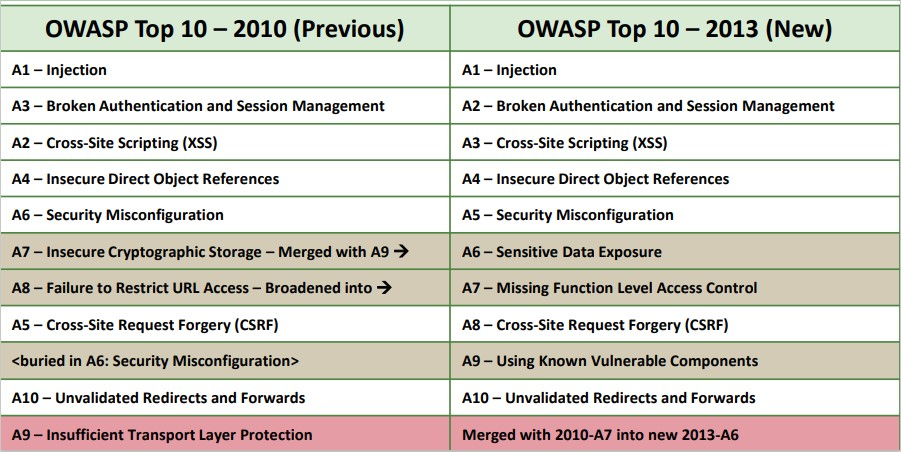 OWASP Top 10 – 2010 (Previous) OWASP Top 10 – 2013 (New)
A1 – Injection A1 – Injection
A3 – Broken Authentication and Session Management A2 – Broken Authentication and Session Management
A2 – Cross-Site Scripting (XSS) A3 – Cross-Site Scripting (XSS)
A4 – Insecure Direct Object References A4 – Insecure Direct Object References
A6 – Security Misconfiguration A5 – Security Misconfiguration
A7 – Insecure Cryptographic Storage – Merged with A9 → A6 – Sensitive Data Exposure
A8 – Failure to Restrict URL Access – Broadened into → A7 – Missing Function Level Access Control
A5 – Cross-Site Request Forgery (CSRF) A8 – Cross-Site Request Forgery (CSRF)
<buried in A6: Security Misconfiguration> A9 – Using Known Vulnerable Components
A10 – Unvalidated Redirects and Forwards A10 – Unvalidated Redirects and Forwards
A9 – Insufficient Transport Layer Protection Merged with 2010-A7 into new 2013-A6